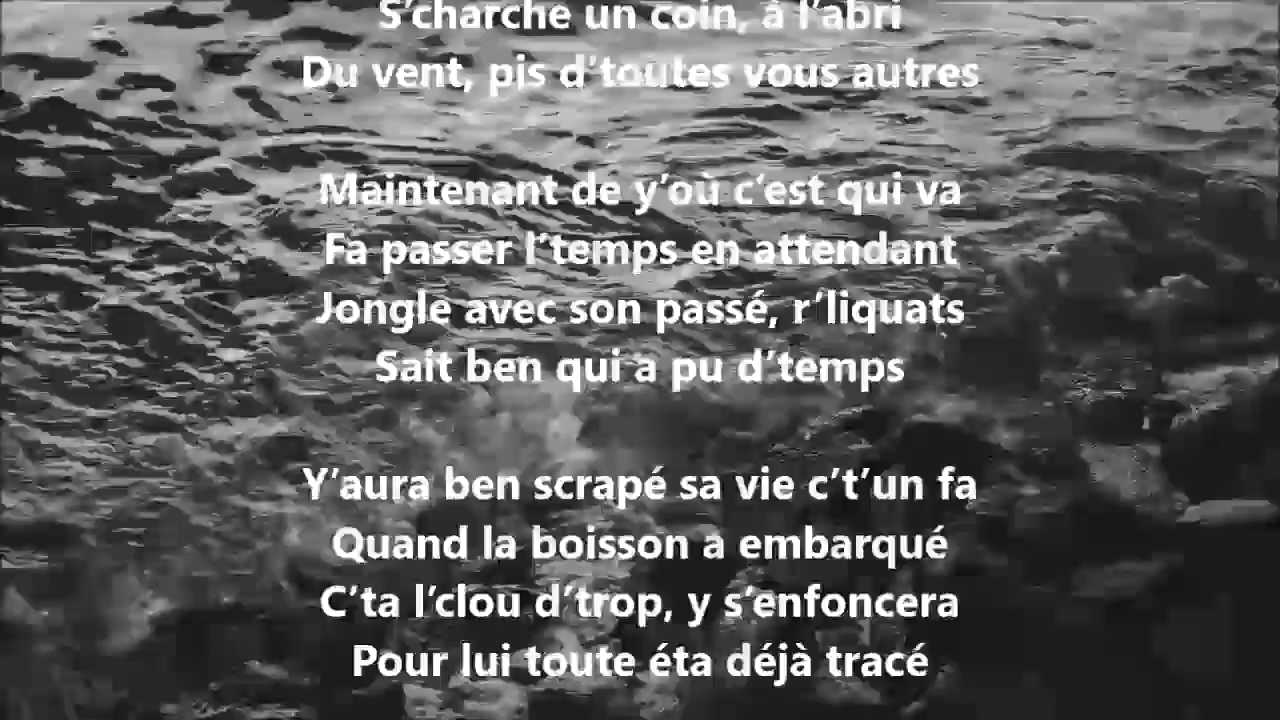 S'charche un coin, à l'abri
Du vent, pis d'toutes vous autres
Maintenant de y'où c'est qui va
Fa passer l'temps en attendant
Jongle avec son passé, r'liquats
Sait ben qui a pu d'temps
Y'aura ben scrapé sa vie c't'un fa
Quand la boisson a embarqué
C'ta l'clou d'trop, y s'enfoncera
Pour lui toute éta déjà tracé